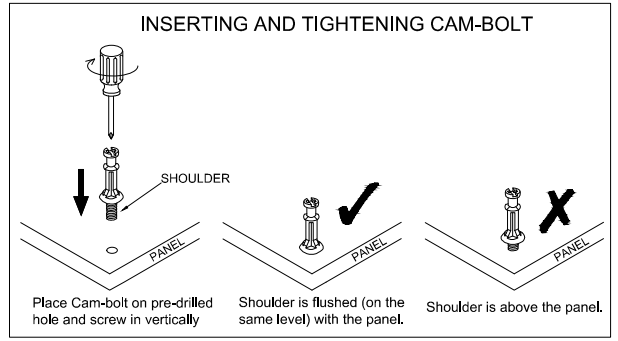 INSERTING AND TIGHTENING CAM-BOLT
SHOULDER
PANEL
PANEL
PANEL
Place Cam-bolt on pre-drilled
hole and screw in vertically
Shoulder is flushed (on the
same level) with the panel.
Shoulder is above the panel.